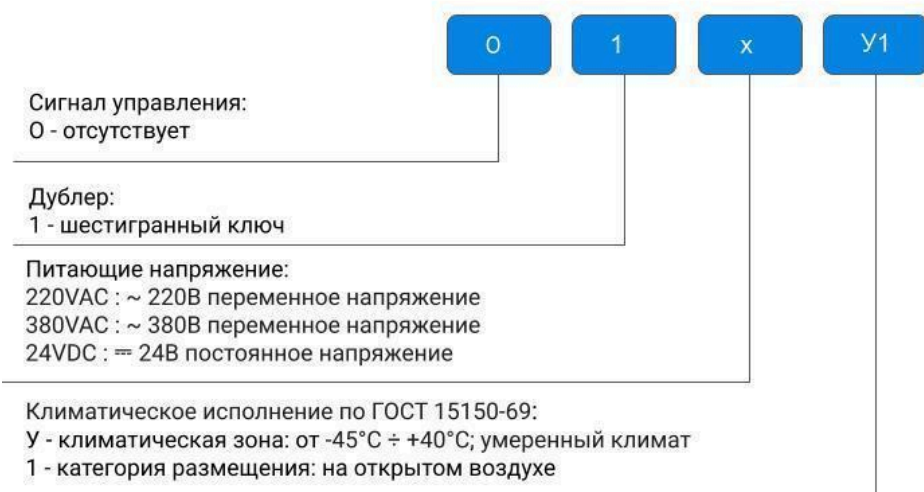 0 1 x У1
Сигнал управления:
О - отсутствует
Дублер:
1 - шестигранный ключ
Питающие напряжение:
220VAC : ~ 220В переменное напряжение
380VAC : ~ 380В переменное напряжение
24VDC : ⎓ 24В постоянное напряжение
Климатическое исполнение по ГОСТ 15150-69:
У - климатическая зона: от -45°С ÷ +40°С; умеренный климат
1 - категория размещения: на открытом воздухе